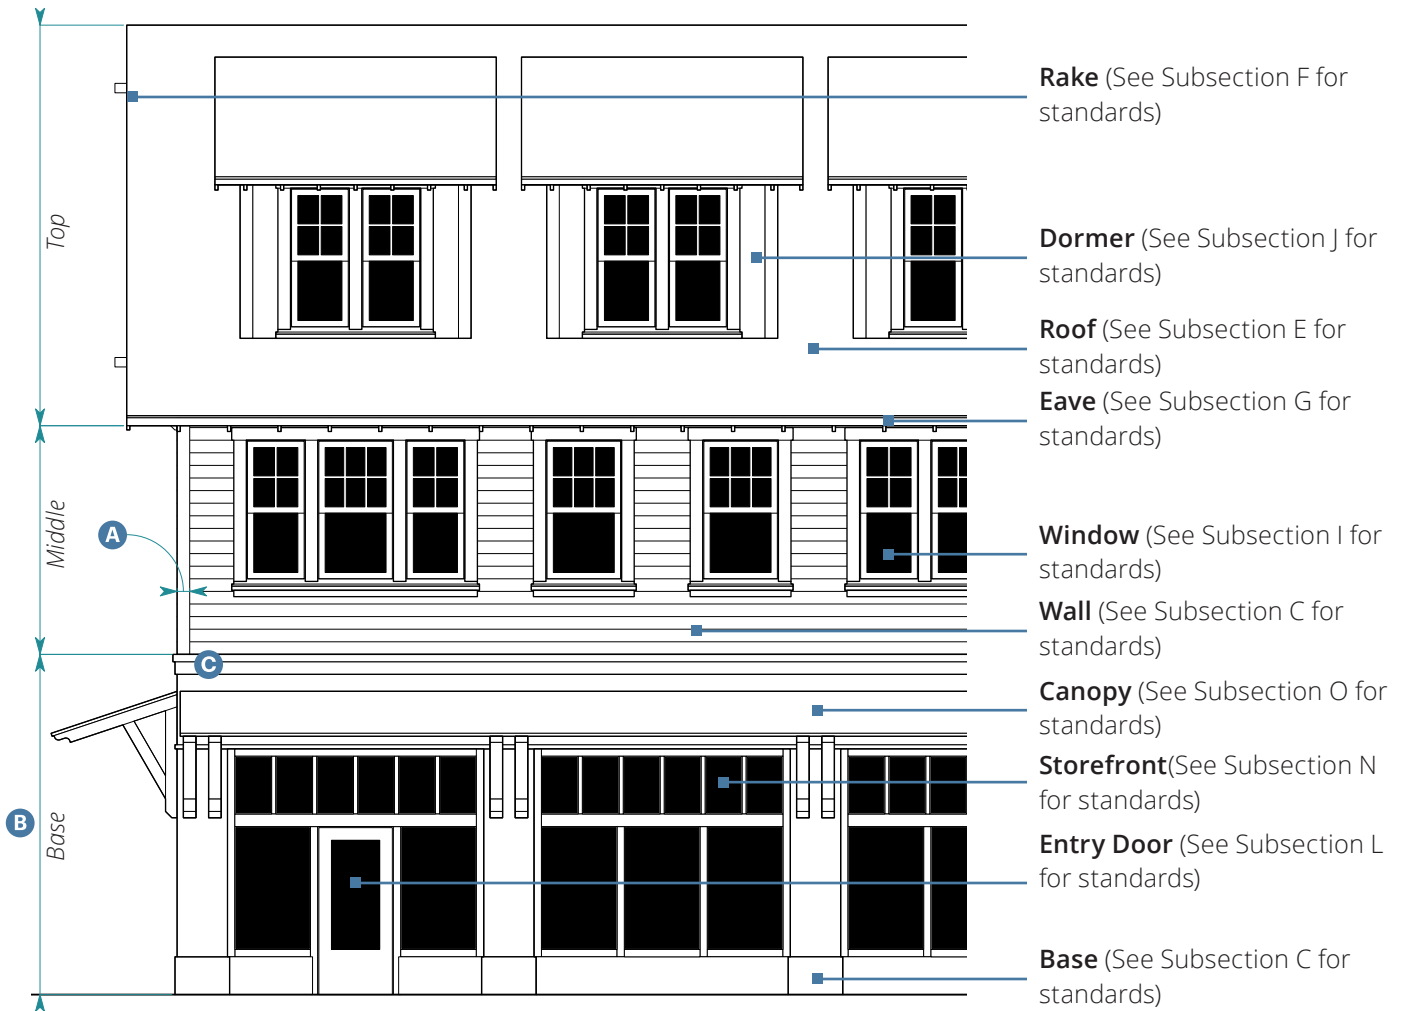 Rake (See Subsection F for
standards)
Top
Dormer (See Subsection J for
standards)
Roof (See Subsection E for
standards)
Eave (See Subsection G for
standards)
Middle
A
Window (See Subsection I for
standards)
Wall (See Subsection C for
standards)
C
Canopy (See Subsection O for
standards)
Storefront(See Subsection N
for standards)
B
Base
Entry Door (See Subsection L
for standards)
Base (See Subsection C for
standards)